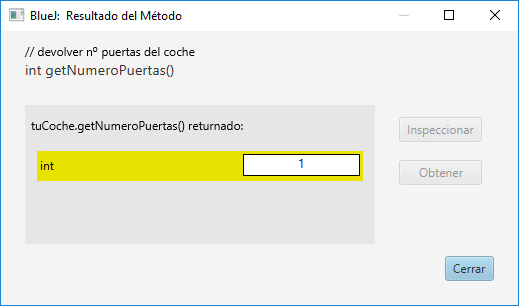 BlueJ: Resultado del Método
// devolver nº puertas del coche
int getNumeroPuertas()
tuCoche.getNumeroPuertas() returnado:
int 1
Inspeccionar
Obtener
Cerrar